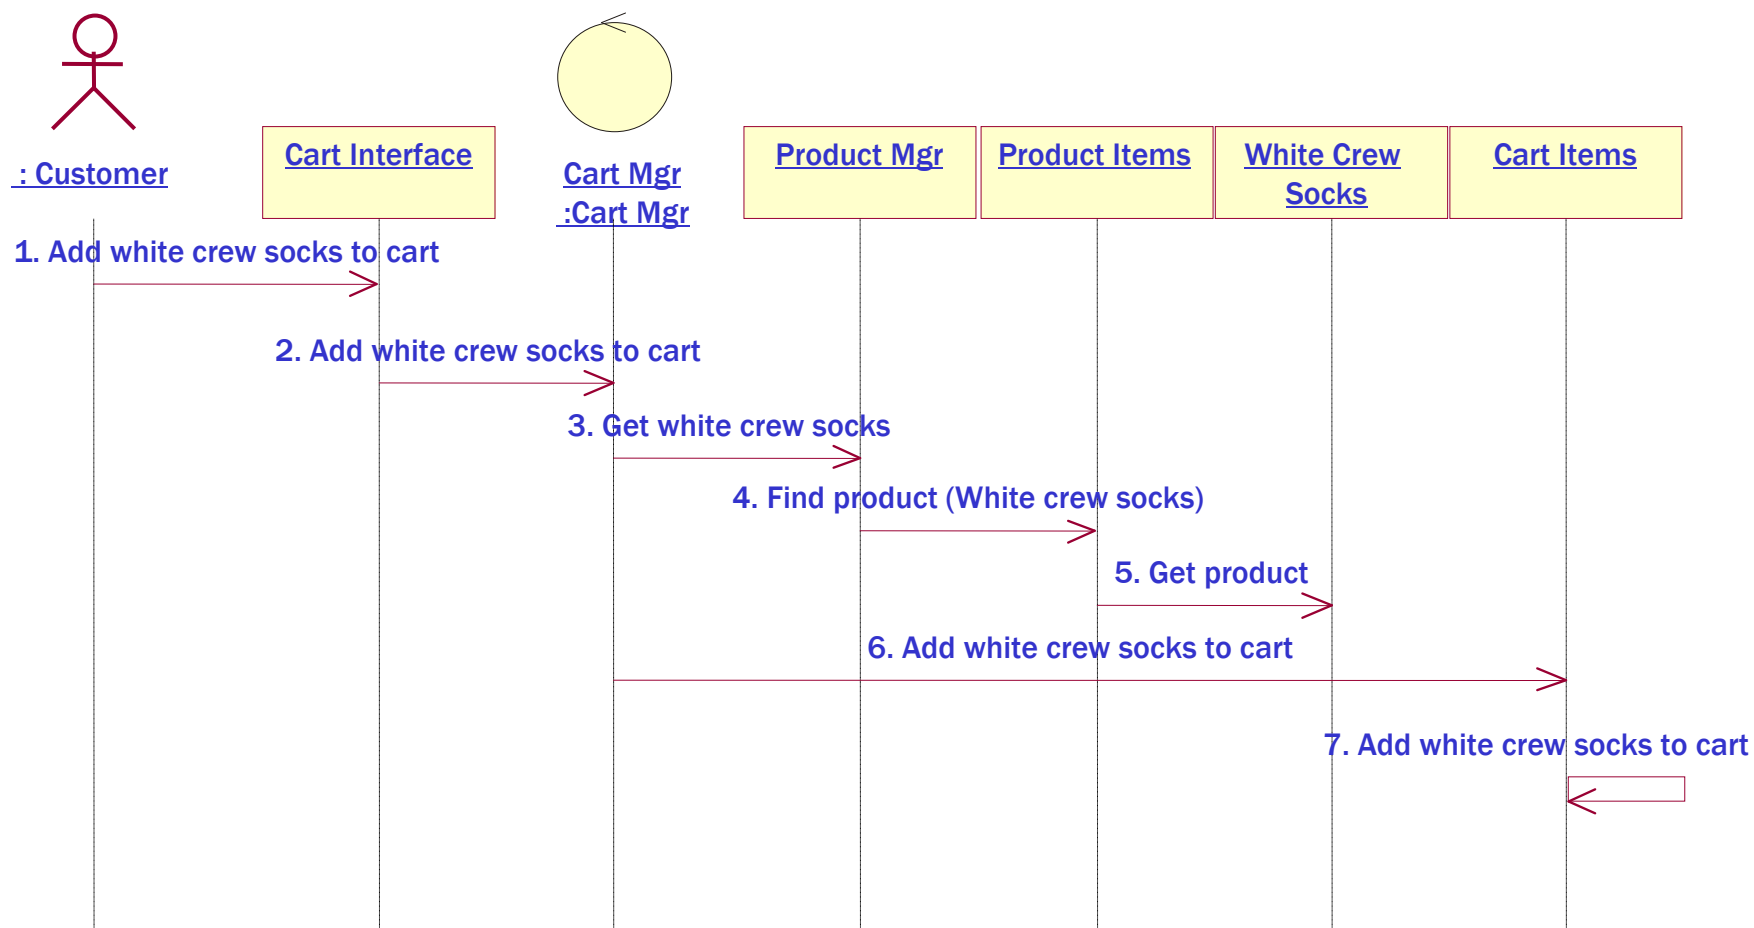 : Customer
Cart Interface
Cart Mgr
:Cart Mgr
Product Mgr
Product Items
White Crew
Socks
Cart Items
1. Add white crew socks to cart
2. Add white crew socks to cart
3. Get white crew socks
4. Find product (White crew socks)
5. Get product
6. Add white crew socks to cart
7. Add white crew socks to cart